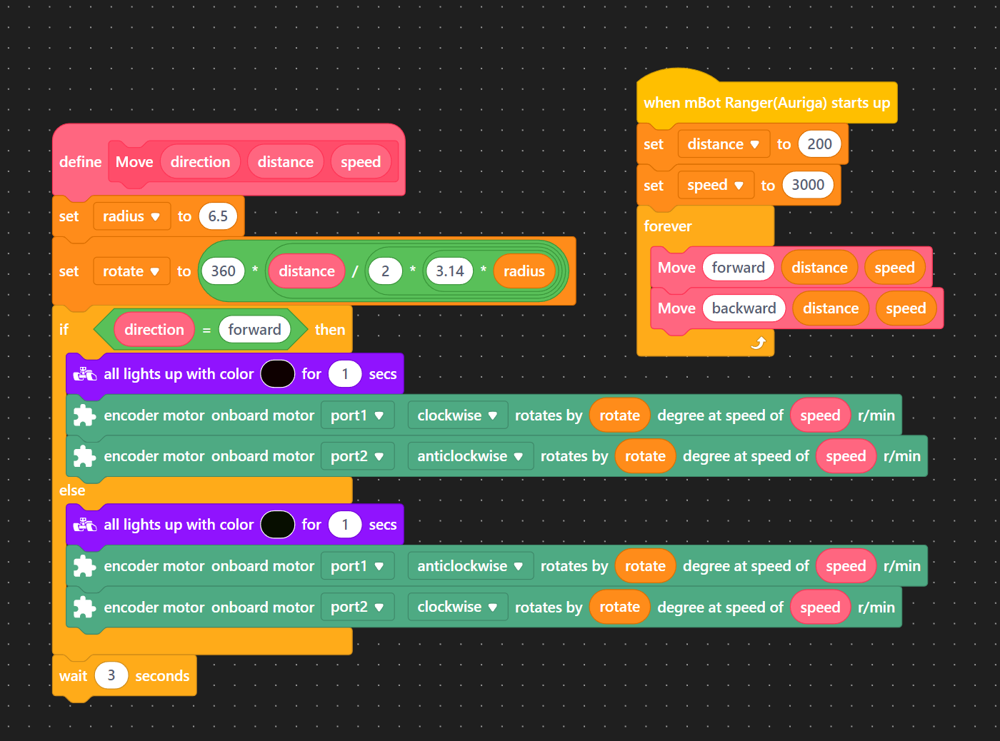 define Move direction distance speed
set radius to 6.5
set rotate to 360 * distance / 2 * 3.14 * radius
if direction = forward then
all lights up with color for 1 secs
encoder motor onboard motor port1 clockwise rotates by rotate degree at speed of speed r/min
encoder motor onboard motor port2 anticlockwise rotates by rotate degree at speed of speed r/min
else
all lights up with color for 1 secs
encoder motor onboard motor port1 anticlockwise rotates by rotate degree at speed of speed r/min
encoder motor onboard motor port2 clockwise rotates by rotate degree at speed of speed r/min
wait 3 seconds
when mBot Ranger(Auriga) starts up
set distance to 200
set speed to 3000
forever
Move forward distance speed
Move backward distance speed